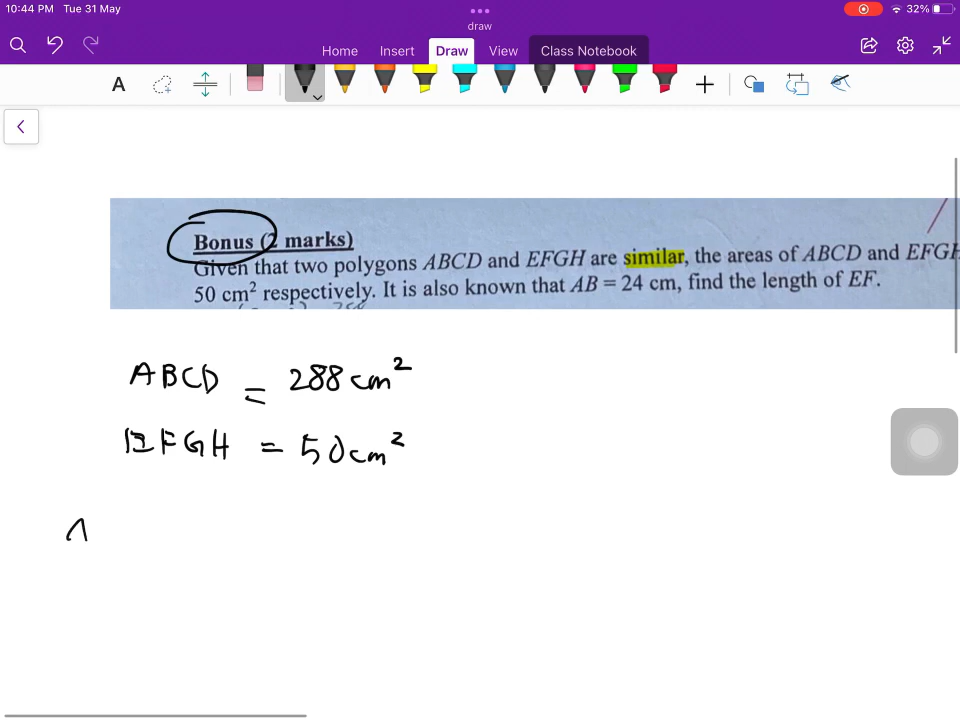 10:44 PM Tue 31 May
32%
draw
Home Insert Draw View Class Notebook
A
Bonus (2 marks)
Given that two polygons ABCD and EFGH are similar, the areas of ABCD and EFGH
50 cm² respectively. It is also known that AB = 24 cm, find the length of EF.
ABCD = 288 cm²
EFGH = 50 cm²